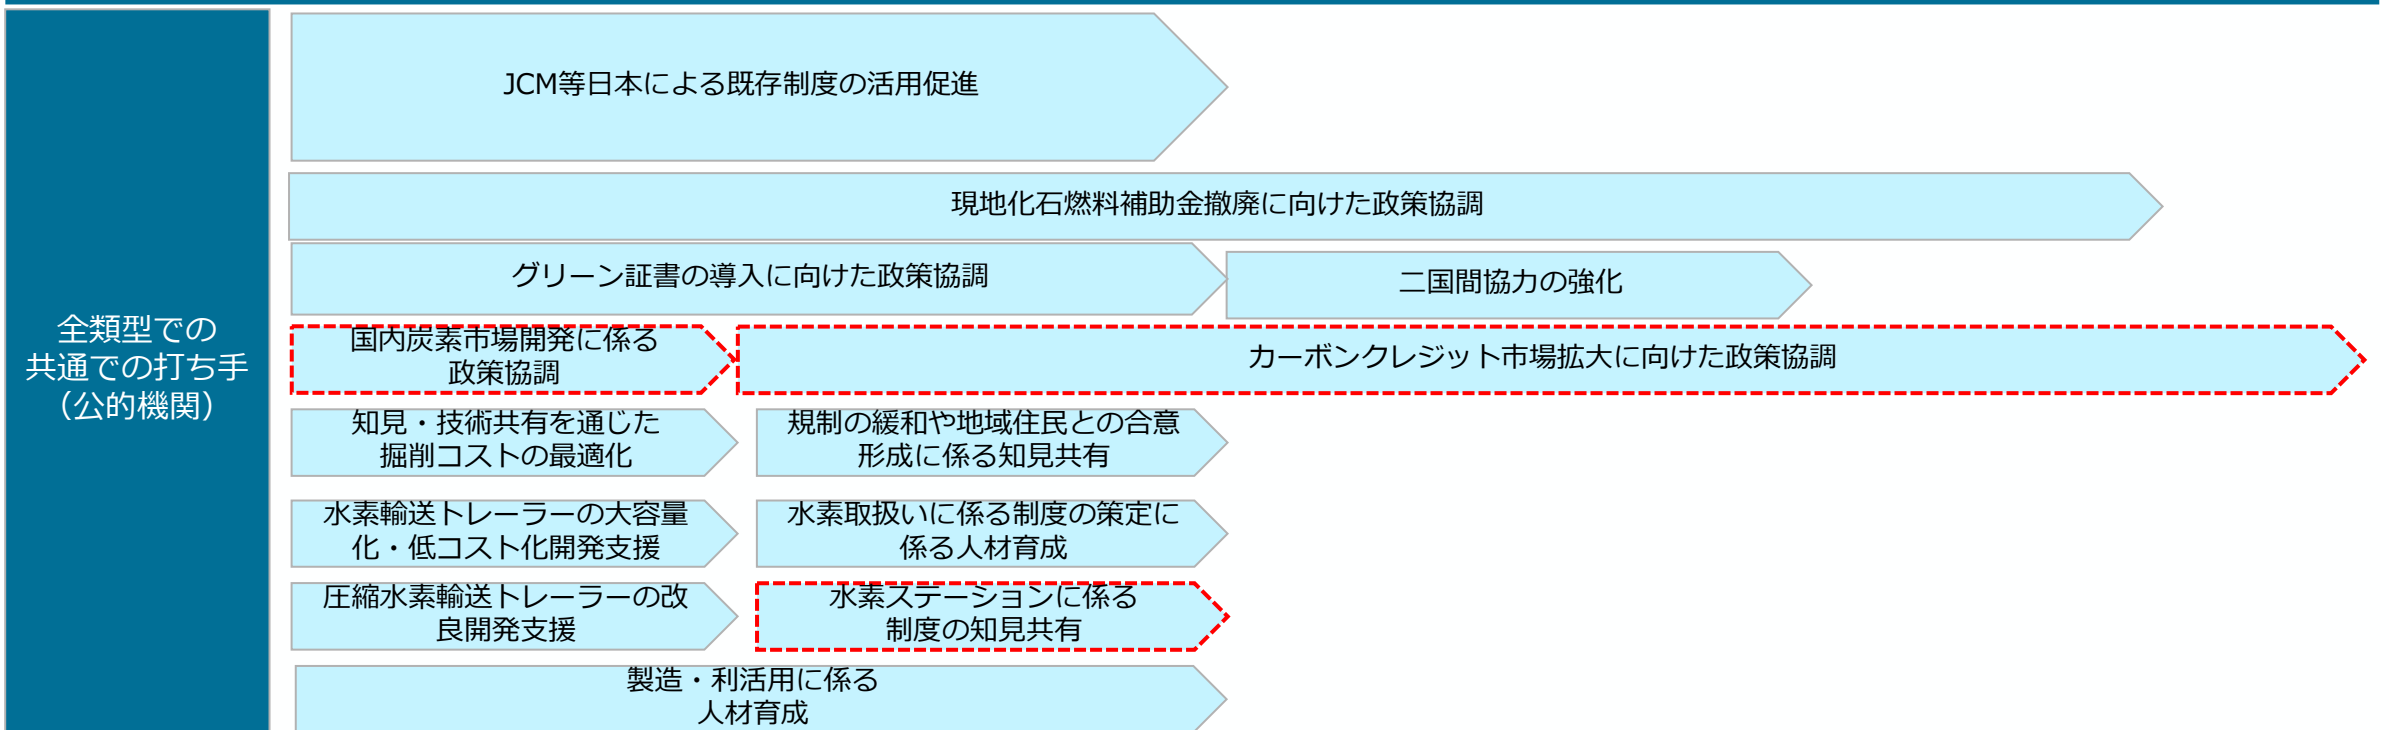 全類型での
共通での打ち手
（公的機関）
JCM等日本による既存制度の活用促進
現地化石燃料補助金撤廃に向けた政策協調
グリーン証書の導入に向けた政策協調
二国間協力の強化
国内炭素市場開発に係る
政策協調
カーボンクレジット市場拡大に向けた政策協調
知見・技術共有を通じた
掘削コストの最適化
規制の緩和や地域住民との合意
形成に係る知見共有
水素輸送トレーラーの大容量
化・低コスト化開発支援
水素取扱いに係る制度の策定に
係る人材育成
圧縮水素輸送トレーラーの改
良開発支援
水素ステーションに係る
制度の知見共有
製造・利活用に係る
人材育成